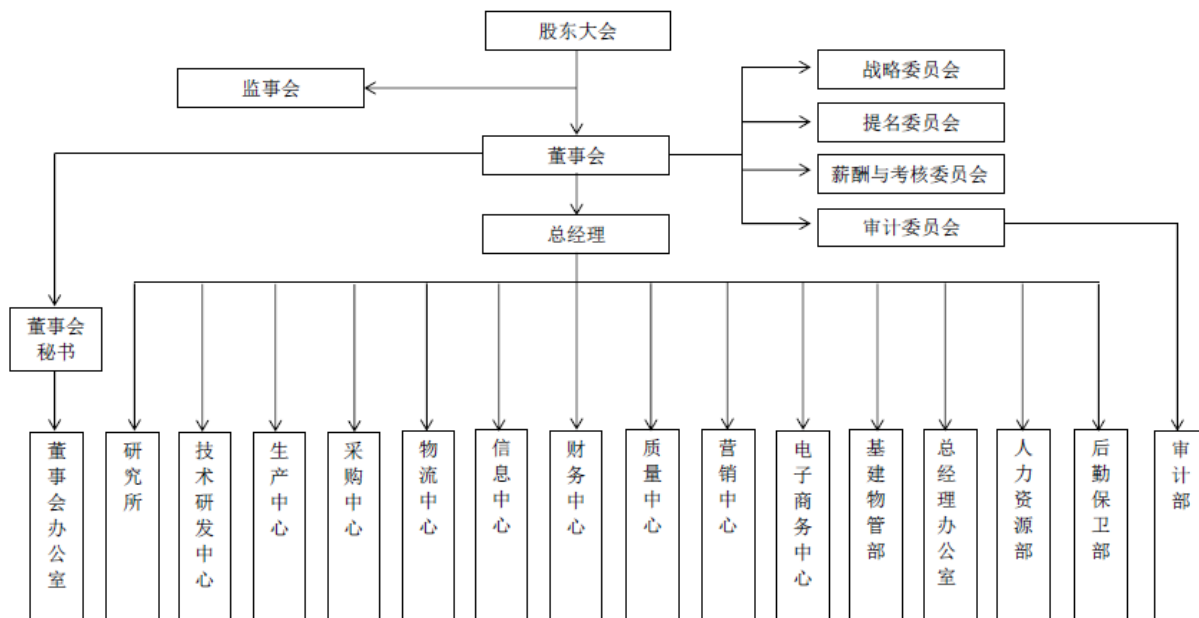 股东大会
战略委员会
监事会
提名委员会
董事会
薪酬与考核委员会
总经理
审计委员会
董事会
秘书
董事会办公室
研究所
技术研发中心
生产中心
采购中心
物流中心
信息中心
财务中心
质量中心
营销中心
电子商务中心
基建物管部
总经理办公室
人力资源部
后勤保卫部
审计部